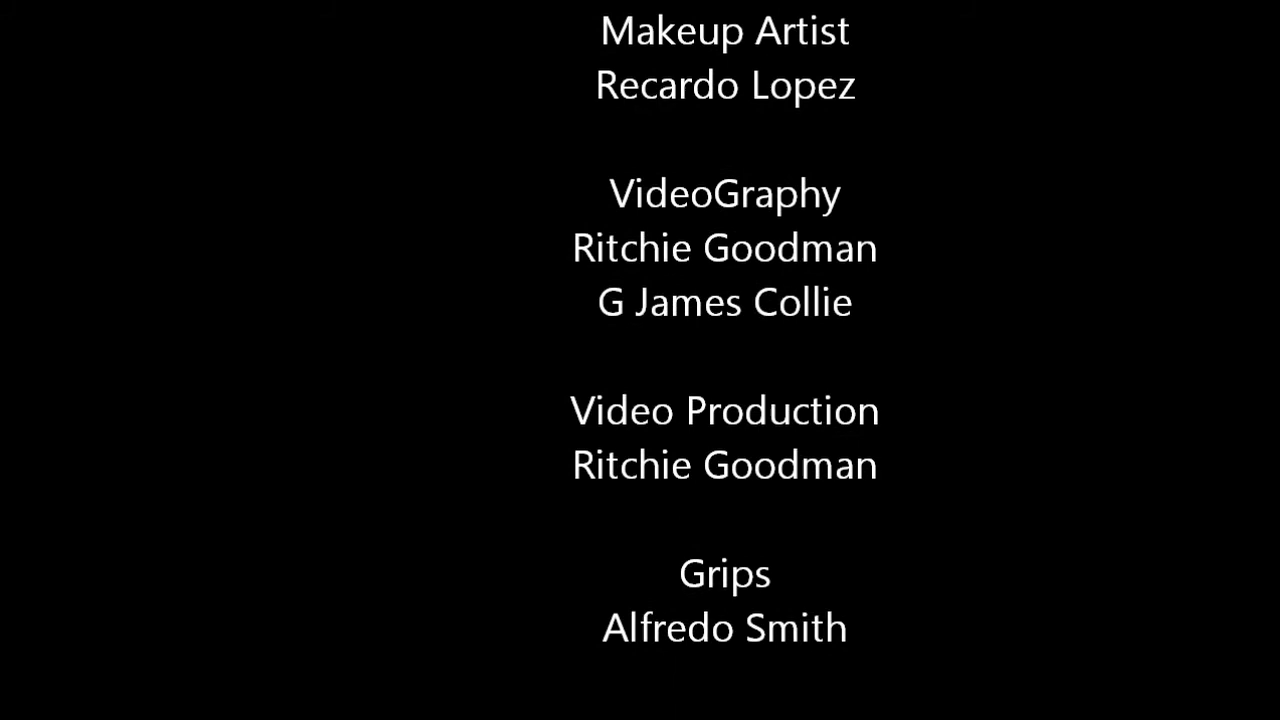 Makeup Artist
Recardo Lopez
VideoGraphy
Ritchie Goodman
G James Collie
Video Production
Ritchie Goodman
Grips
Alfredo Smith